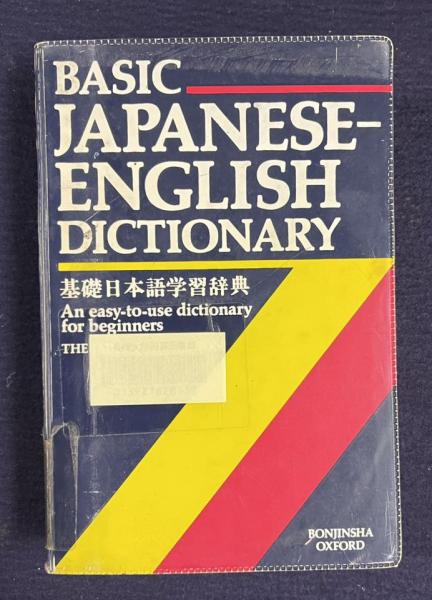 BASIC
JAPANESE-
ENGLISH
DICTIONARY
基礎日本語学習辞典
An easy-to-use dictionary
for beginners
THE
BONJINSHA
OXFORD